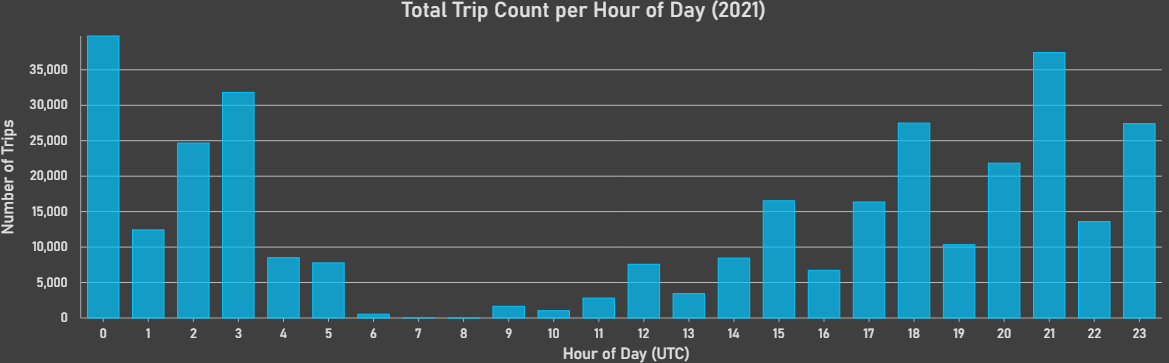 Total Trip Count per Hour of Day (2021)
Number of Trips
35,000
30,000
25,000
20,000
15,000
10,000
5,000
0
0 1 2 3 4 5 6 7 8 9 10 11 12 13 14 15 16 17 18 19 20 21 22 23
Hour of Day (UTC)